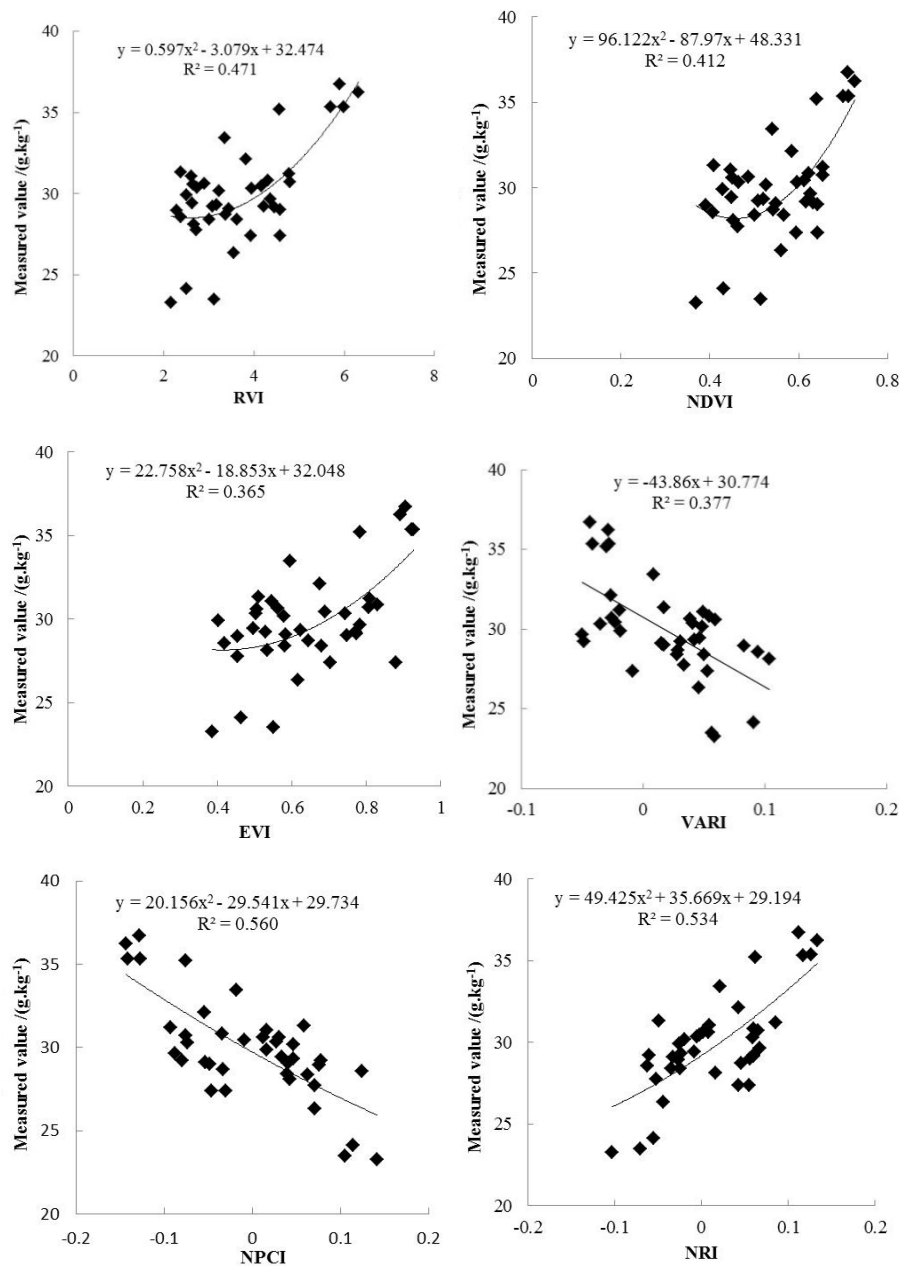 40
y = 0.597x² - 3.079x + 32.474
R² = 0.471
35
30
25
20
0
2
4
6
8
Measured value /(g.kg⁻¹)
RVI
40
y = 96.122x² - 87.97x + 48.331
R² = 0.412
35
30
25
20
0
0.2
0.4
0.6
0.8
Measured value /(g.kg⁻¹)
NDVI
40
y = 22.758x² - 18.853x + 32.048
R² = 0.365
35
30
25
20
0
0.2
0.4
0.6
0.8
1
Measured value /(g.kg⁻¹)
EVI
40
y = -43.86x + 30.774
R² = 0.377
35
30
25
20
-0.1
0
0.1
0.2
Measured value /(g.kg⁻¹)
VARI
40
y = 20.156x² - 29.541x + 29.734
R² = 0.560
35
30
25
20
-0.2
-0.1
0
0.1
0.2
Measured value /(g.kg⁻¹)
NPCI
40
y = 49.425x² + 35.669x + 29.194
R² = 0.534
35
30
25
20
-0.2
-0.1
0
0.1
0.2
Measured value /(g.kg⁻¹)
NRI